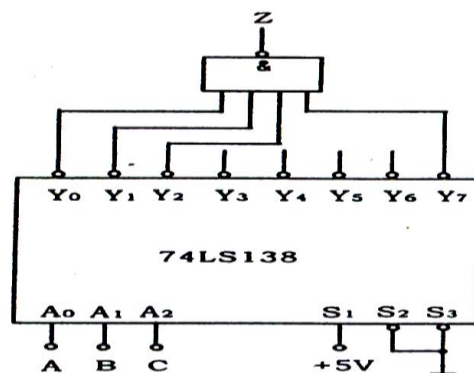 Z
&
Y0 Y1 Y2 Y3 Y4 Y5 Y6 Y7
74LS138
A0 A1 A2 S1 S2 S3
A B C +5V